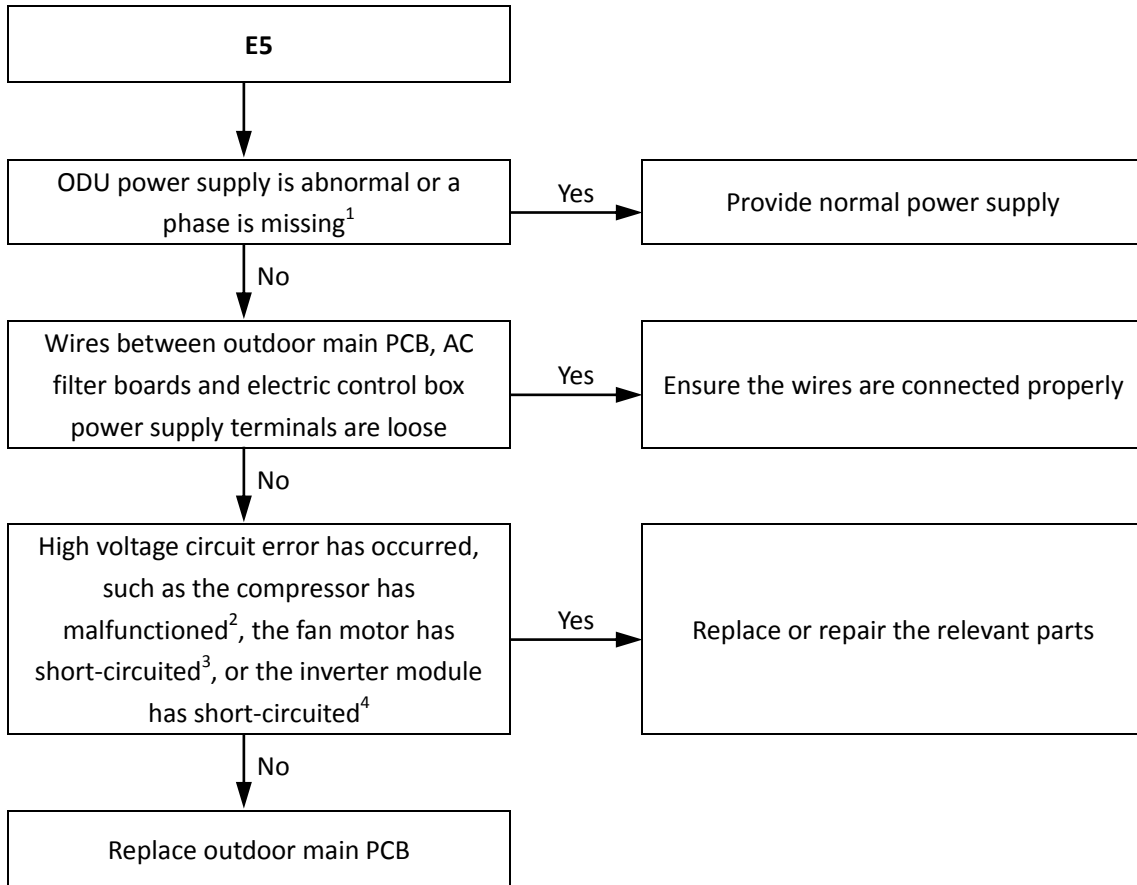 E5
ODU power supply is abnormal or a
phase is missing¹
Yes
Provide normal power supply
No
Wires between outdoor main PCB, AC
filter boards and electric control box
power supply terminals are loose
Yes
Ensure the wires are connected properly
No
High voltage circuit error has occurred,
such as the compressor has
malfunctioned², the fan motor has
short-circuited³, or the inverter module
has short-circuited⁴
Yes
Replace or repair the relevant parts
No
Replace outdoor main PCB